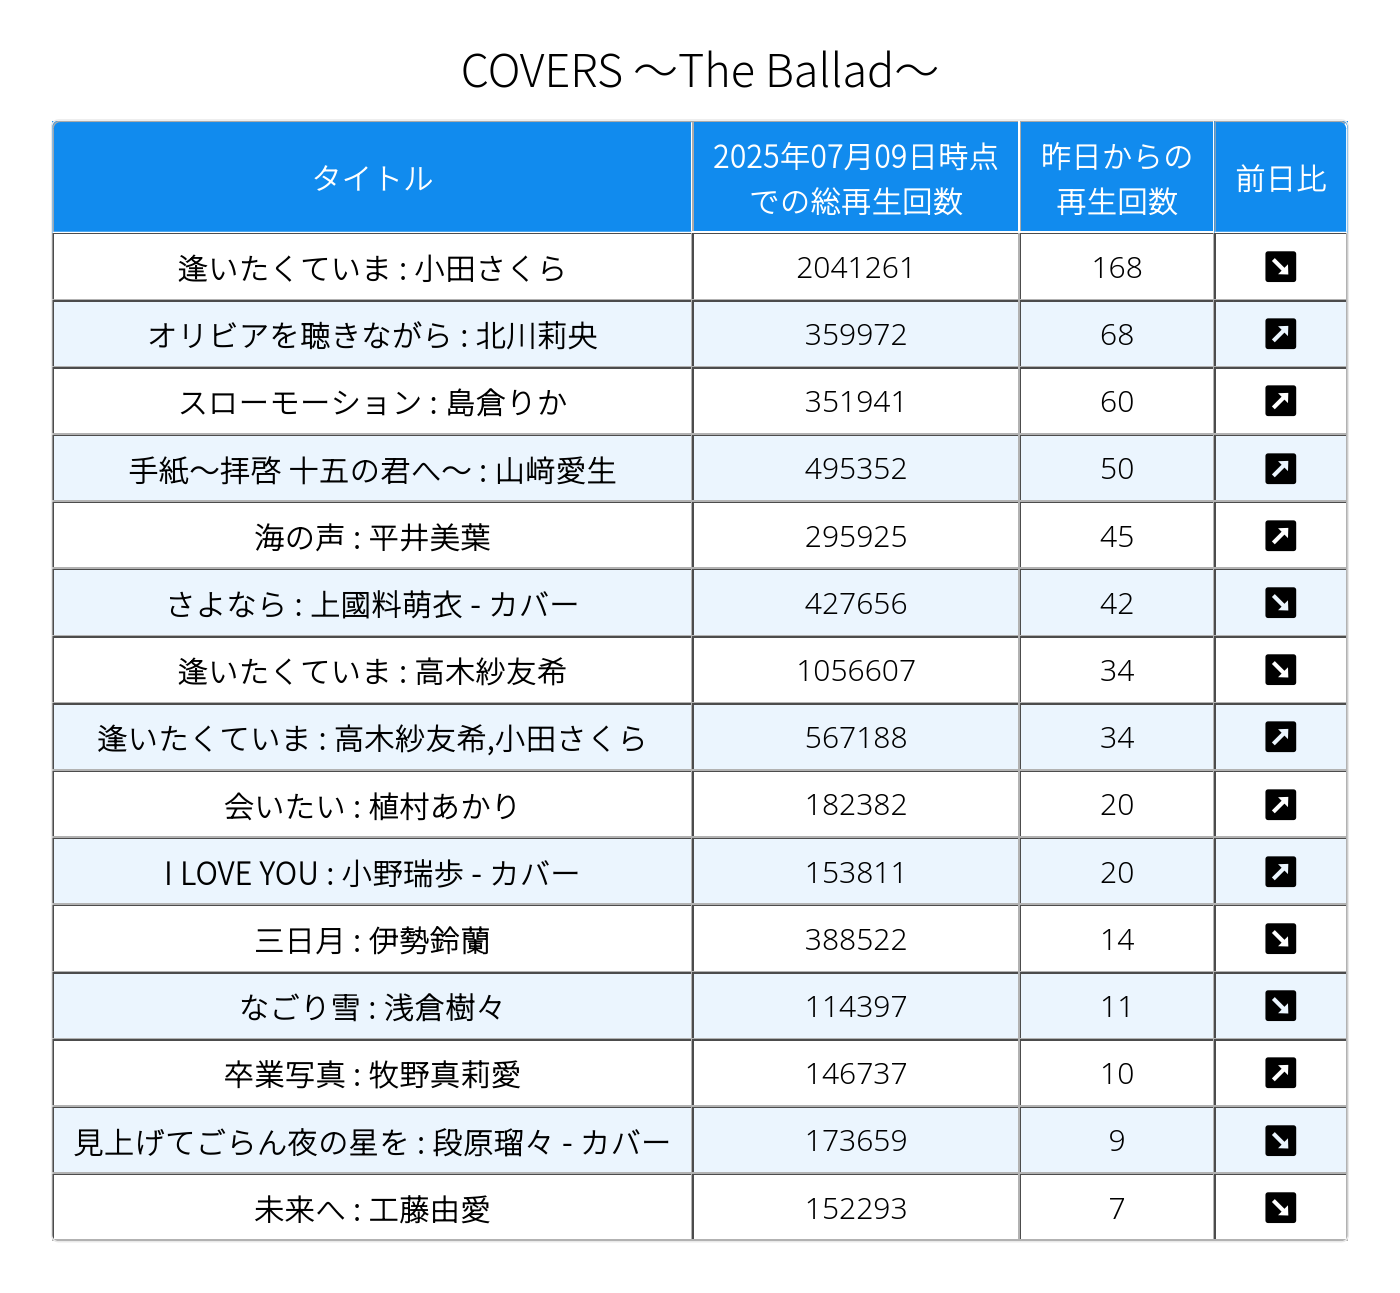 COVERS ～The Ballad～
タイトル 2025年07月09日時点での総再生回数 昨日からの再生回数 前日比
逢いたくていま : 小田さくら 2041261 168 ↘
オリビアを聴きながら : 北川莉央 359972 68 ↗
スローモーション : 島倉りか 351941 60 ↗
手紙～拝啓 十五の君へ～ : 山﨑愛生 495352 50 ↗
海の声 : 平井美葉 295925 45 ↗
さよなら : 上國料萌衣 - カバー 427656 42 ↘
逢いたくていま : 高木紗友希 1056607 34 ↘
逢いたくていま : 高木紗友希,小田さくら 567188 34 ↗
会いたい : 植村あかり 182382 20 ↗
I LOVE YOU : 小野瑞歩 - カバー 153811 20 ↗
三日月 : 伊勢鈴蘭 388522 14 ↘
なごり雪 : 浅倉樹々 114397 11 ↘
卒業写真 : 牧野真莉愛 146737 10 ↗
見上げてごらん夜の星を : 段原瑠々 - カバー 173659 9 ↘
未来へ : 工藤由愛 152293 7 ↘